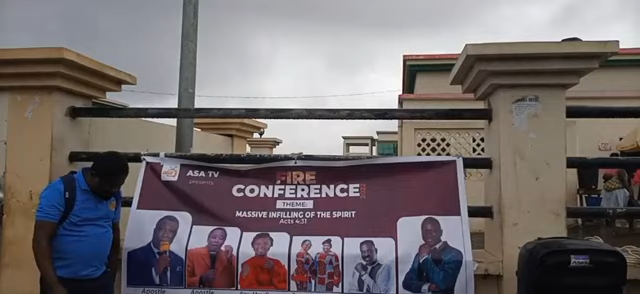 ASA TV
presents
FIRE
CONFERENCE
THEME:
MASSIVE INFILLING OF THE SPIRIT
Acts 4:31
Apostle
Apostle